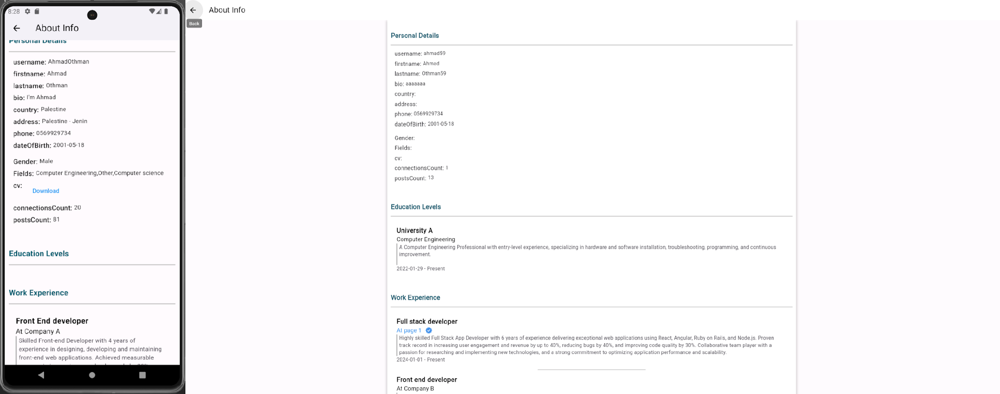 8:28
About Info
Personal Details
username: AhmadOthman
firstname: Ahmad
lastname: Othman
bio: I'm Ahmad
country: Palestine
address: Palestine - Jenin
phone: 0569929734
dateOfBirth: 2001-05-18
Gender: Male
Fields: Computer Engineering,Other,Computer science
cv:
Download
connectionsCount: 20
postsCount: 81
Education Levels
Work Experience
Front End developer
At Company A
Skilled Front-end Developer with 4 years of
experience in designing, developing and maintaining
front-end web applications. Achieved measurable
About Info
Back
Personal Details
username: ahmad59
firstname: Ahmad
lastname: Othman59
bio: aaaaaaa
country:
address:
phone: 0569929734
dateOfBirth: 2001-05-18
Gender:
Fields:
cv:
connectionsCount: 1
postsCount: 13
Education Levels
University A
Computer Engineering
A Computer Engineering Professional with entry-level experience, specializing in hardware and software installation, troubleshooting, programming, and continuous
improvement.
2022-01-29 - Present
Work Experience
Full stack developer
At page 1
Highly skilled Full Stack App Developer with 6 years of experience delivering exceptional web applications using React, Angular, Ruby on Rails, and Node.js. Proven
track record in increasing user engagement and revenue by up to 40%, reducing bugs by 40%, and improving code quality by 30%. Collaborative team player with a
passion for researching and implementing new technologies, and a strong commitment to optimizing application performance and scalability.
2024-01-01 - Present
Front end developer
At Company B